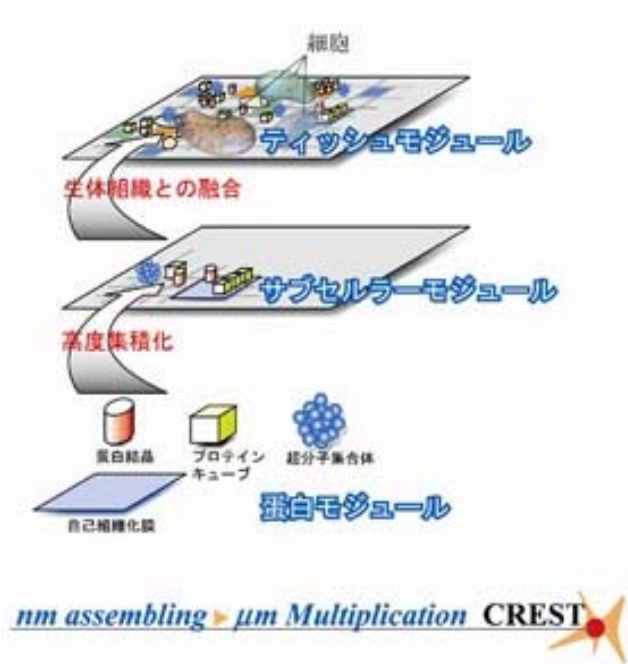 細胞
ティッシュモジュール
生体組織との融合
サブセルラーモジュール
高度集積化
蛋白結晶
プロテイン
キューブ
超分子集合体
自己組織化膜
蛋白モジュール
nm assembling ▸ μm Multiplication CREST